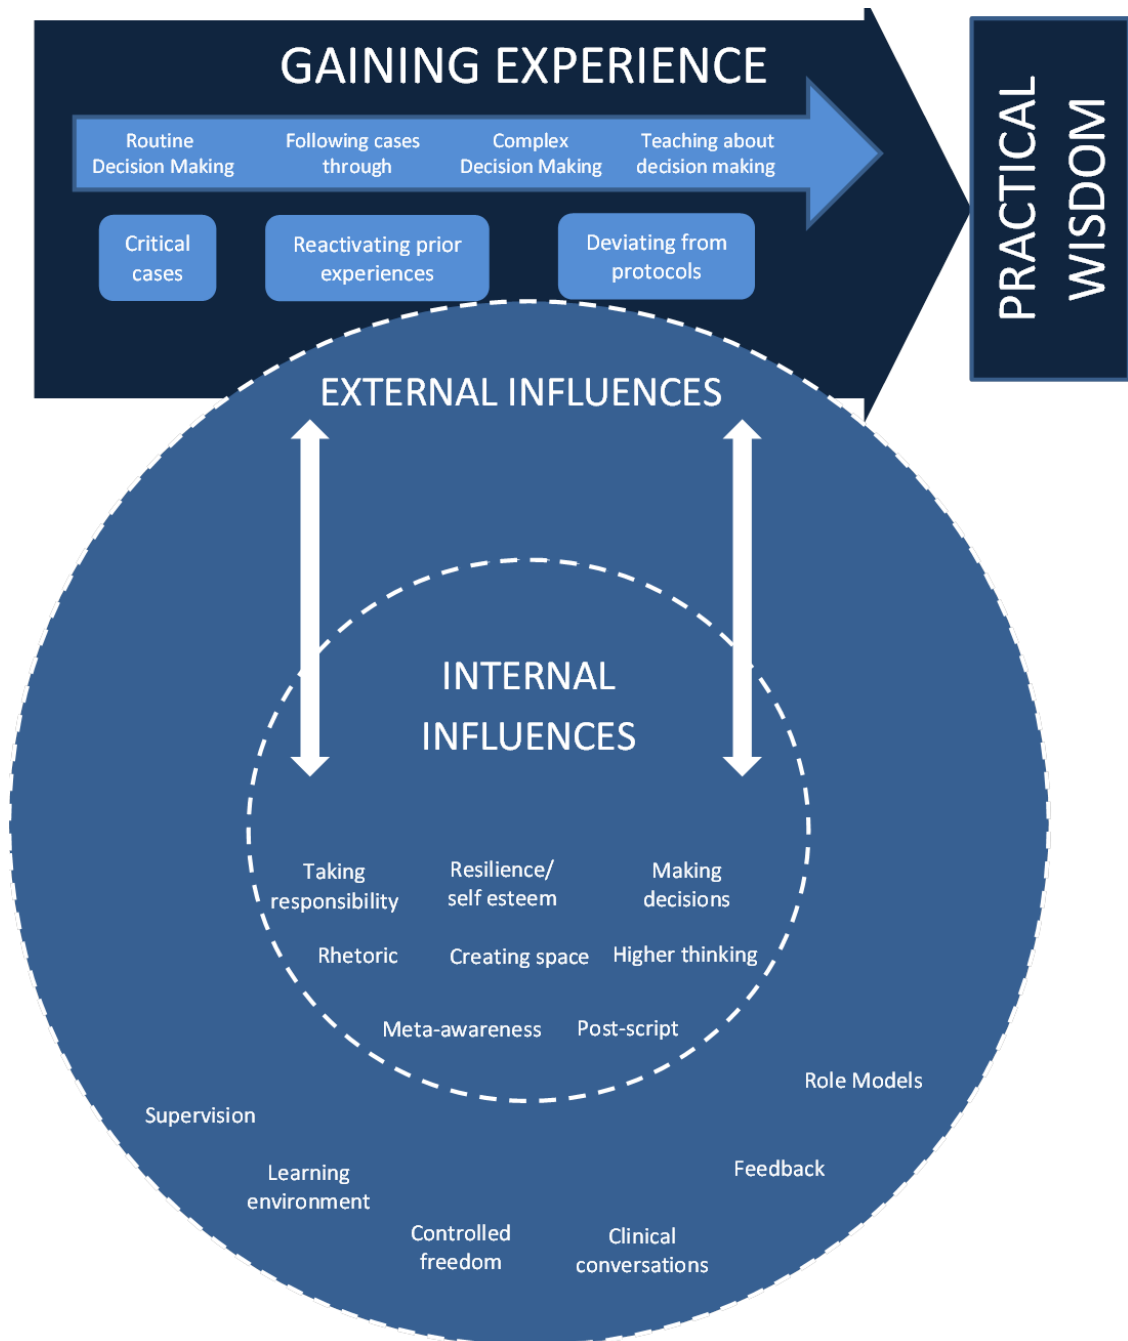 GAINING EXPERIENCE
Routine
Decision Making
Following cases
through
Complex
Decision Making
Teaching about
decision making
Critical
cases
Reactivating prior
experiences
Deviating from
protocols
PRACTICAL
WISDOM
EXTERNAL INFLUENCES
INTERNAL
INFLUENCES
Taking
responsibility
Resilience/
self esteem
Making
decisions
Rhetoric
Creating space
Higher thinking
Meta-awareness
Post-script
Role Models
Supervision
Feedback
Learning
environment
Controlled
freedom
Clinical
conversations